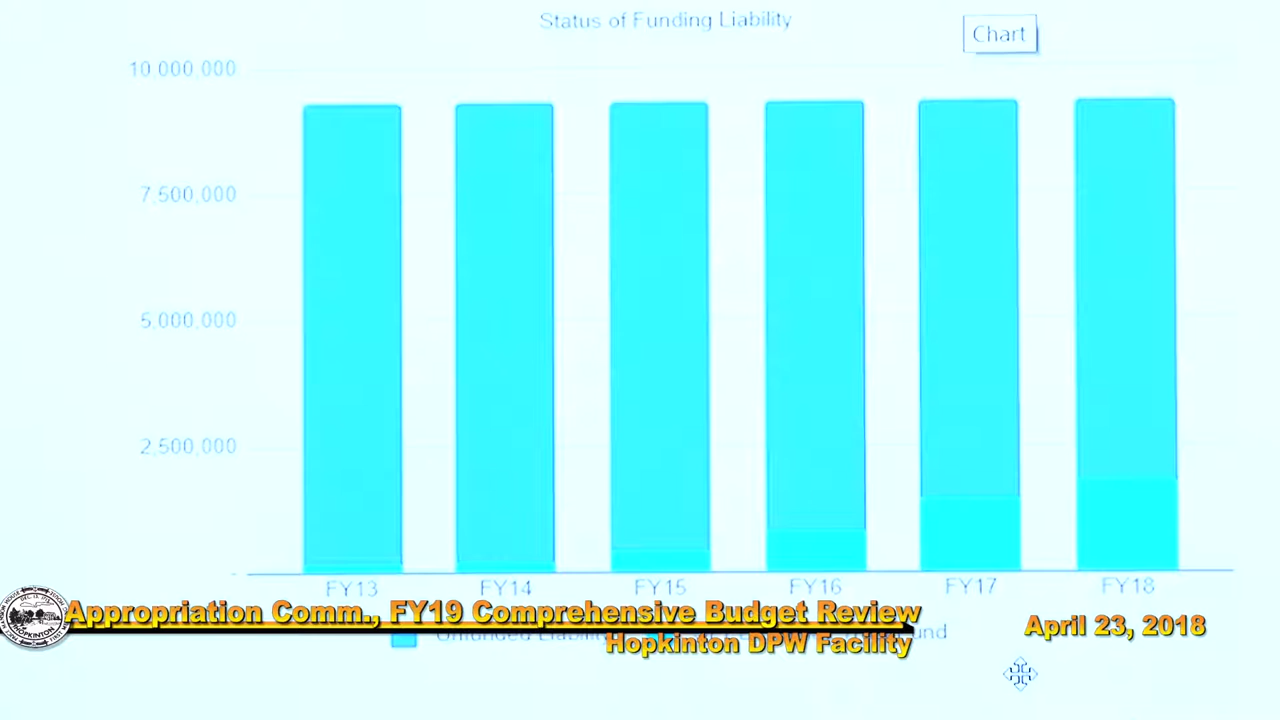 Status of Funding Liability
Chart
10 000,000
7,500,000
5,000,000
2,500,000
FY13 FY14 FY15 FY16 FY17 FY18
Appropriation Comm., FY19 Comprehensive Budget Review
Hopkinton DPW Facility
April 23, 2018
HOPKINTON